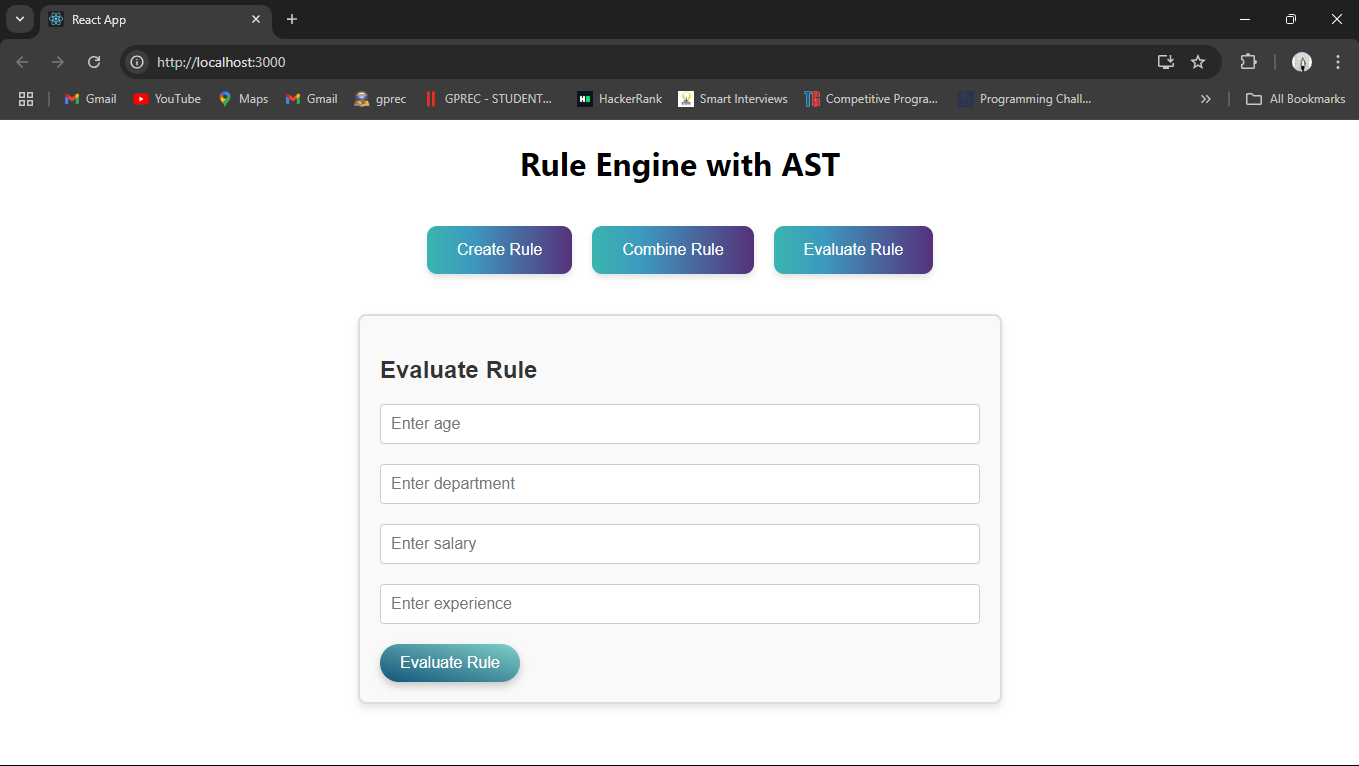 React App
http://localhost:3000
Gmail YouTube Maps Gmail gprec GPREC - STUDENT... HackerRank Smart Interviews Competitive Progra... Programming Chall... All Bookmarks
Rule Engine with AST
Create Rule Combine Rule Evaluate Rule
Evaluate Rule
Enter age
Enter department
Enter salary
Enter experience
Evaluate Rule